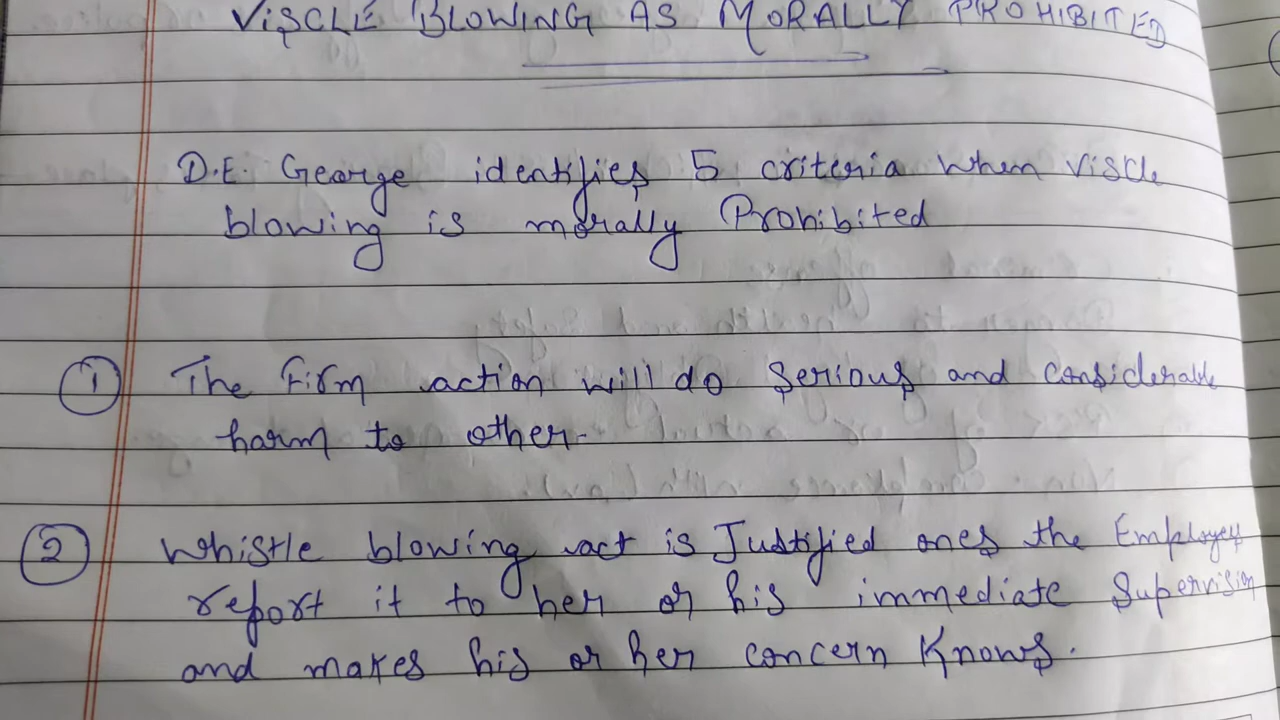 VISCLE BLOWING AS MORALLY PROHIBITED
D.E. George identifies 5 criteria when viscle
blowing is morally Prohibited
1 The Firm action will do serious and considerable
harm to other.
2 Whistle blowing act is Justified ones the Employees
report it to her or his immediate Supervision
and makes his or her concern Knows.